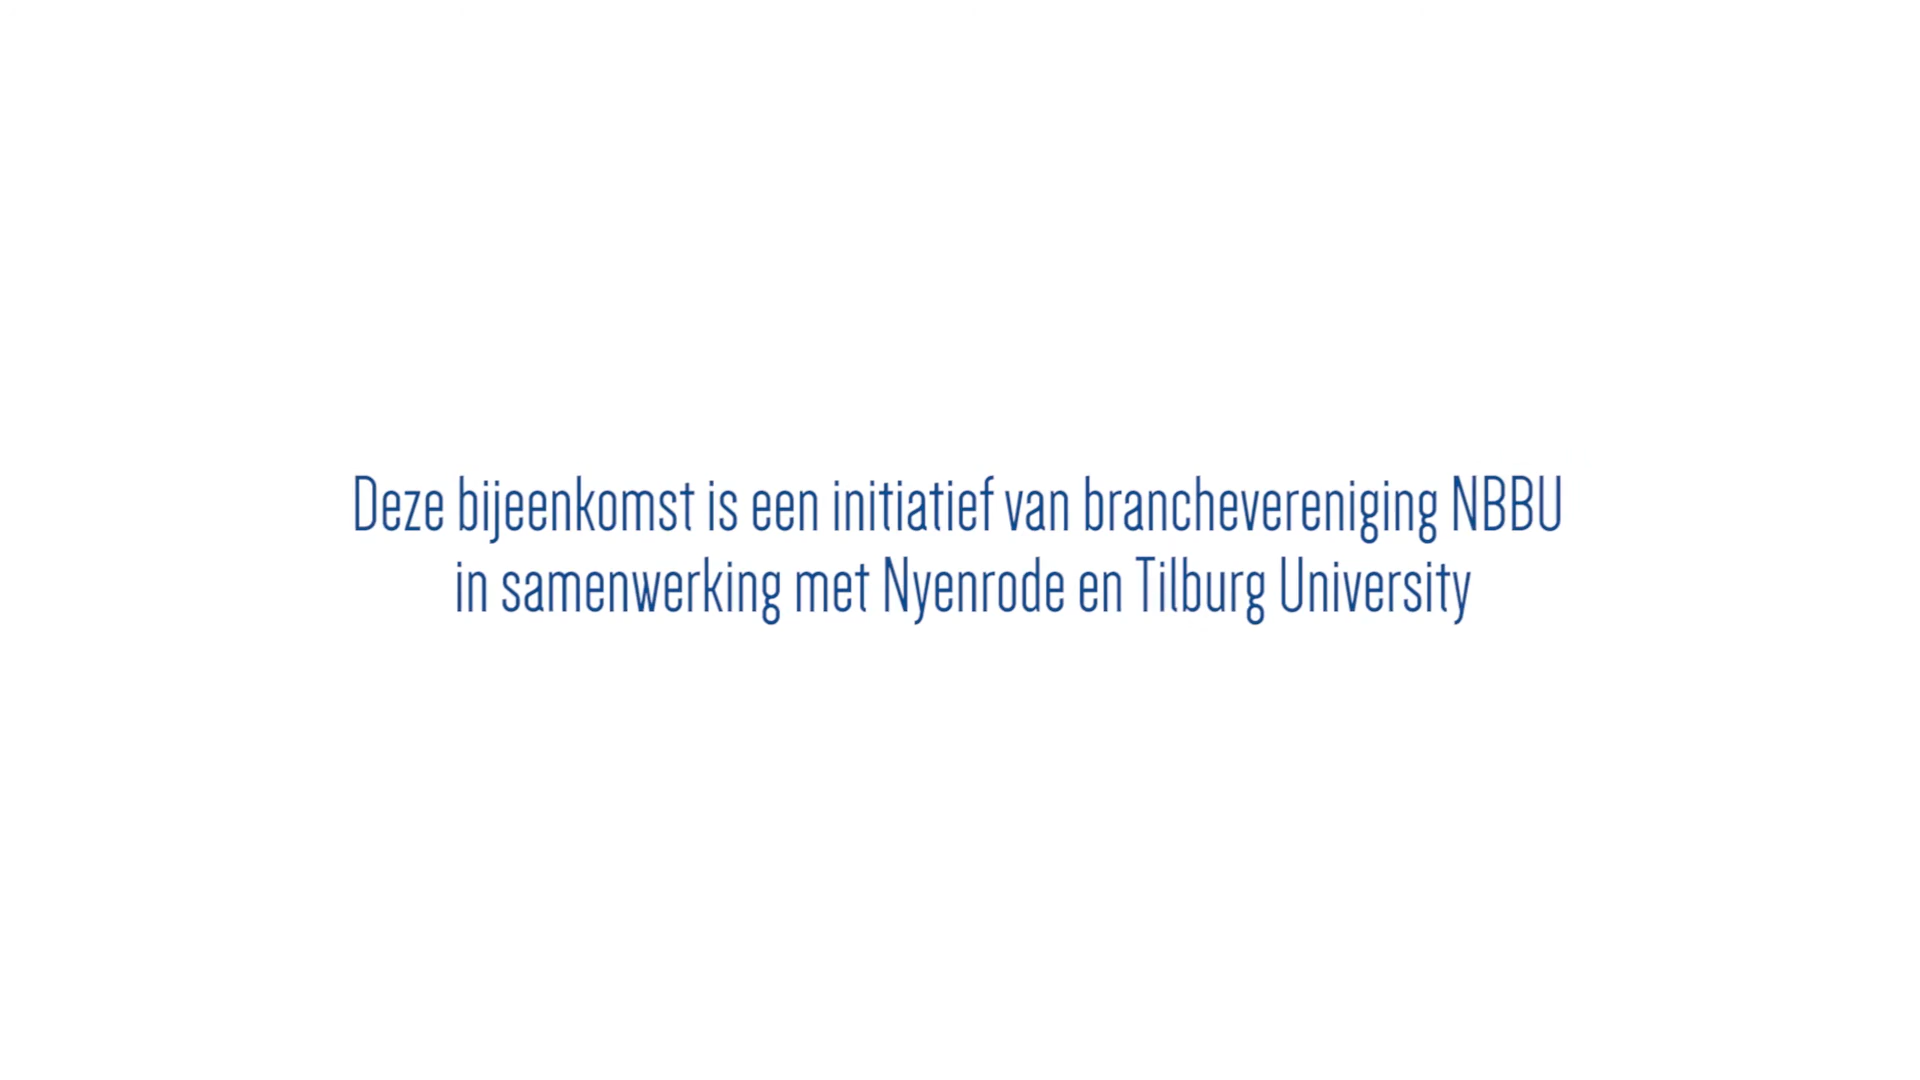 Deze bijeenkomst is een initiatief van branchevereniging NBBU
in samenwerking met Nyenrode en Tilburg University